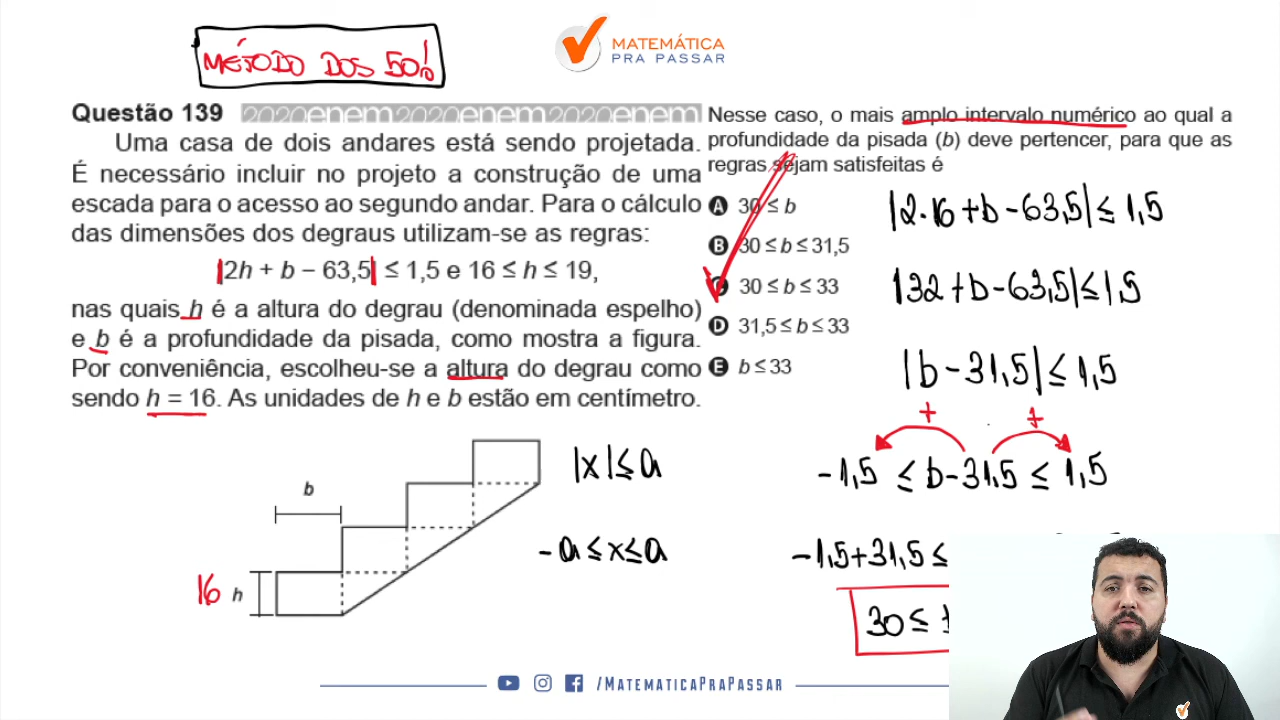 MÉTODO DOS 50!
MATEMÁTICA
PRA PASSAR
Questão 139
2020enem2020enem2020enem
Uma casa de dois andares está sendo projetada.
É necessário incluir no projeto a construção de uma
escada para o acesso ao segundo andar. Para o cálculo
das dimensões dos degraus utilizam-se as regras:
|2h + b − 63,5| ≤ 1,5 e 16 ≤ h ≤ 19,
nas quais h é a altura do degrau (denominada espelho)
e b é a profundidade da pisada, como mostra a figura.
Por conveniência, escolheu-se a altura do degrau como
sendo h = 16. As unidades de h e b estão em centímetro.
b
16 h
|x| ≤ a
-a ≤ x ≤ a
Nesse caso, o mais amplo intervalo numérico ao qual a
profundidade da pisada (b) deve pertencer, para que as
regras sejam satisfeitas é
A 30 ≤ b
B 30 ≤ b ≤ 31,5
C 30 ≤ b ≤ 33
D 31,5 ≤ b ≤ 33
E b ≤ 33
|2.16 + b - 63,5| ≤ 1,5
|32 + b - 63,5| ≤ 1,5
|b - 31,5| ≤ 1,5
+ +
-1,5 ≤ b - 31,5 ≤ 1,5
-1,5 + 31,5 ≤
30 ≤
/MatematicaPraPassar